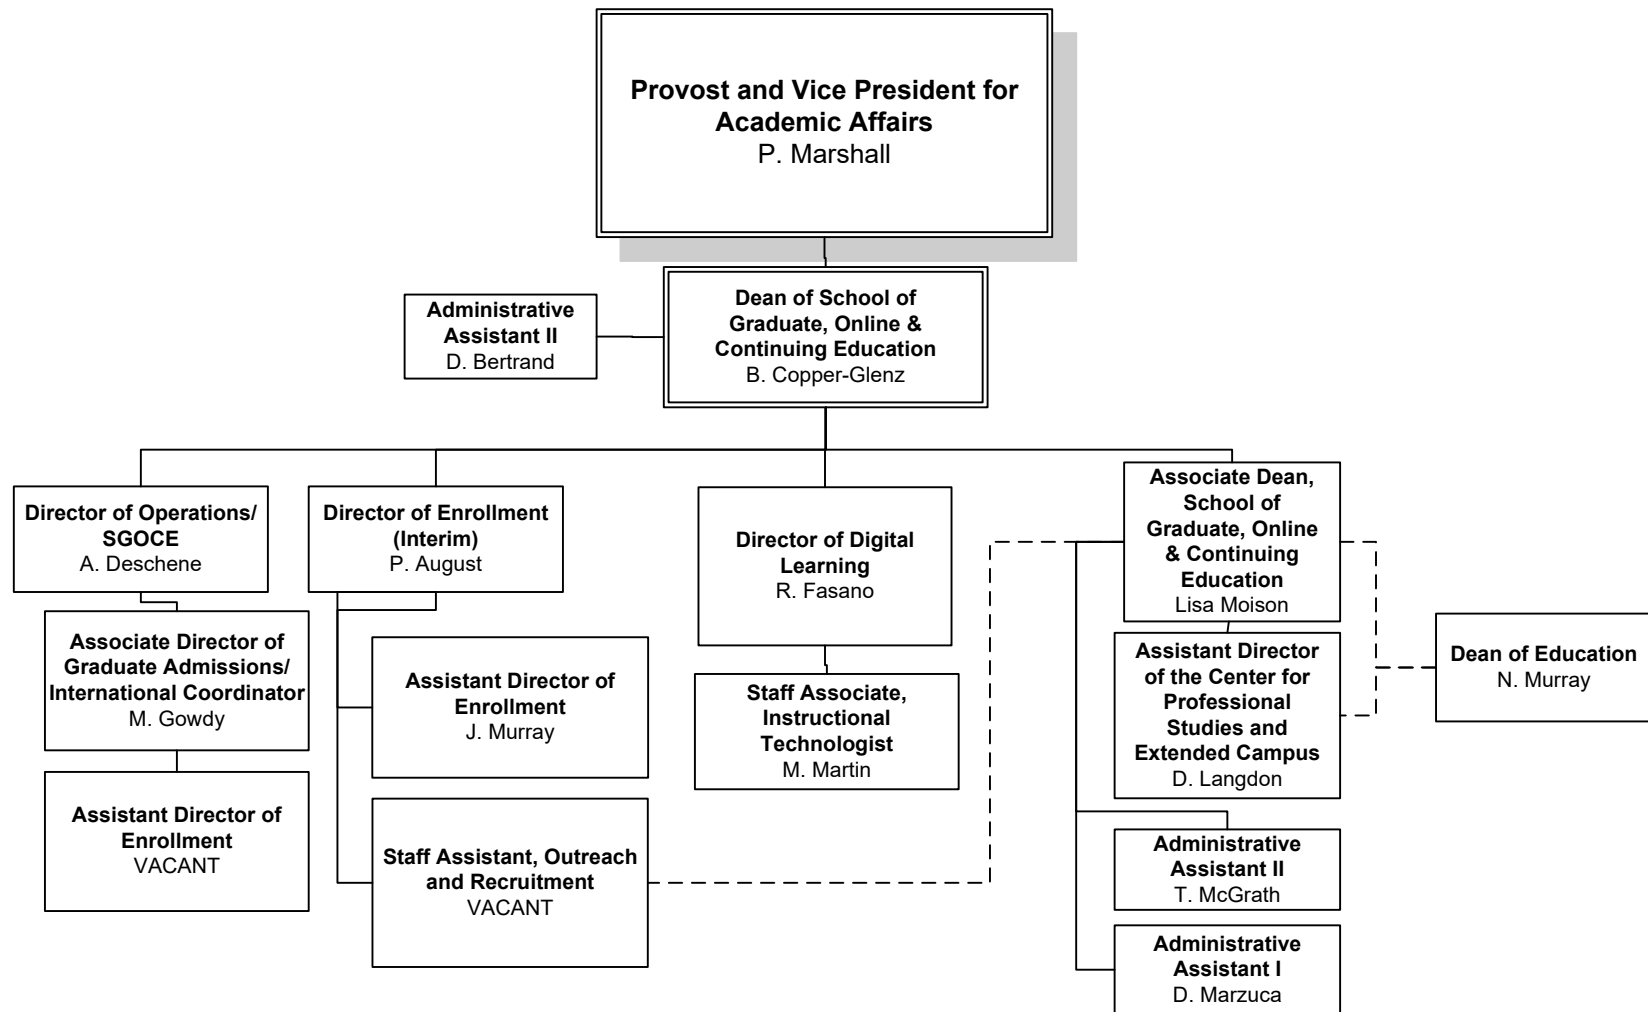 Provost and Vice President for
Academic Affairs
P. Marshall
Administrative
Assistant II
D. Bertrand
Dean of School of
Graduate, Online &
Continuing Education
B. Copper-Glenz
Director of Operations/
SGOCE
A. Deschene
Associate Director of
Graduate Admissions/
International Coordinator
M. Gowdy
Assistant Director of
Enrollment
VACANT
Director of Enrollment
(Interim)
P. August
Assistant Director of
Enrollment
J. Murray
Staff Assistant, Outreach
and Recruitment
VACANT
Director of Digital
Learning
R. Fasano
Staff Associate,
Instructional
Technologist
M. Martin
Associate Dean,
School of
Graduate, Online
& Continuing
Education
Lisa Moison
Assistant Director
of the Center for
Professional
Studies and
Extended Campus
D. Langdon
Administrative
Assistant II
T. McGrath
Administrative
Assistant I
D. Marzuca
Dean of Education
N. Murray